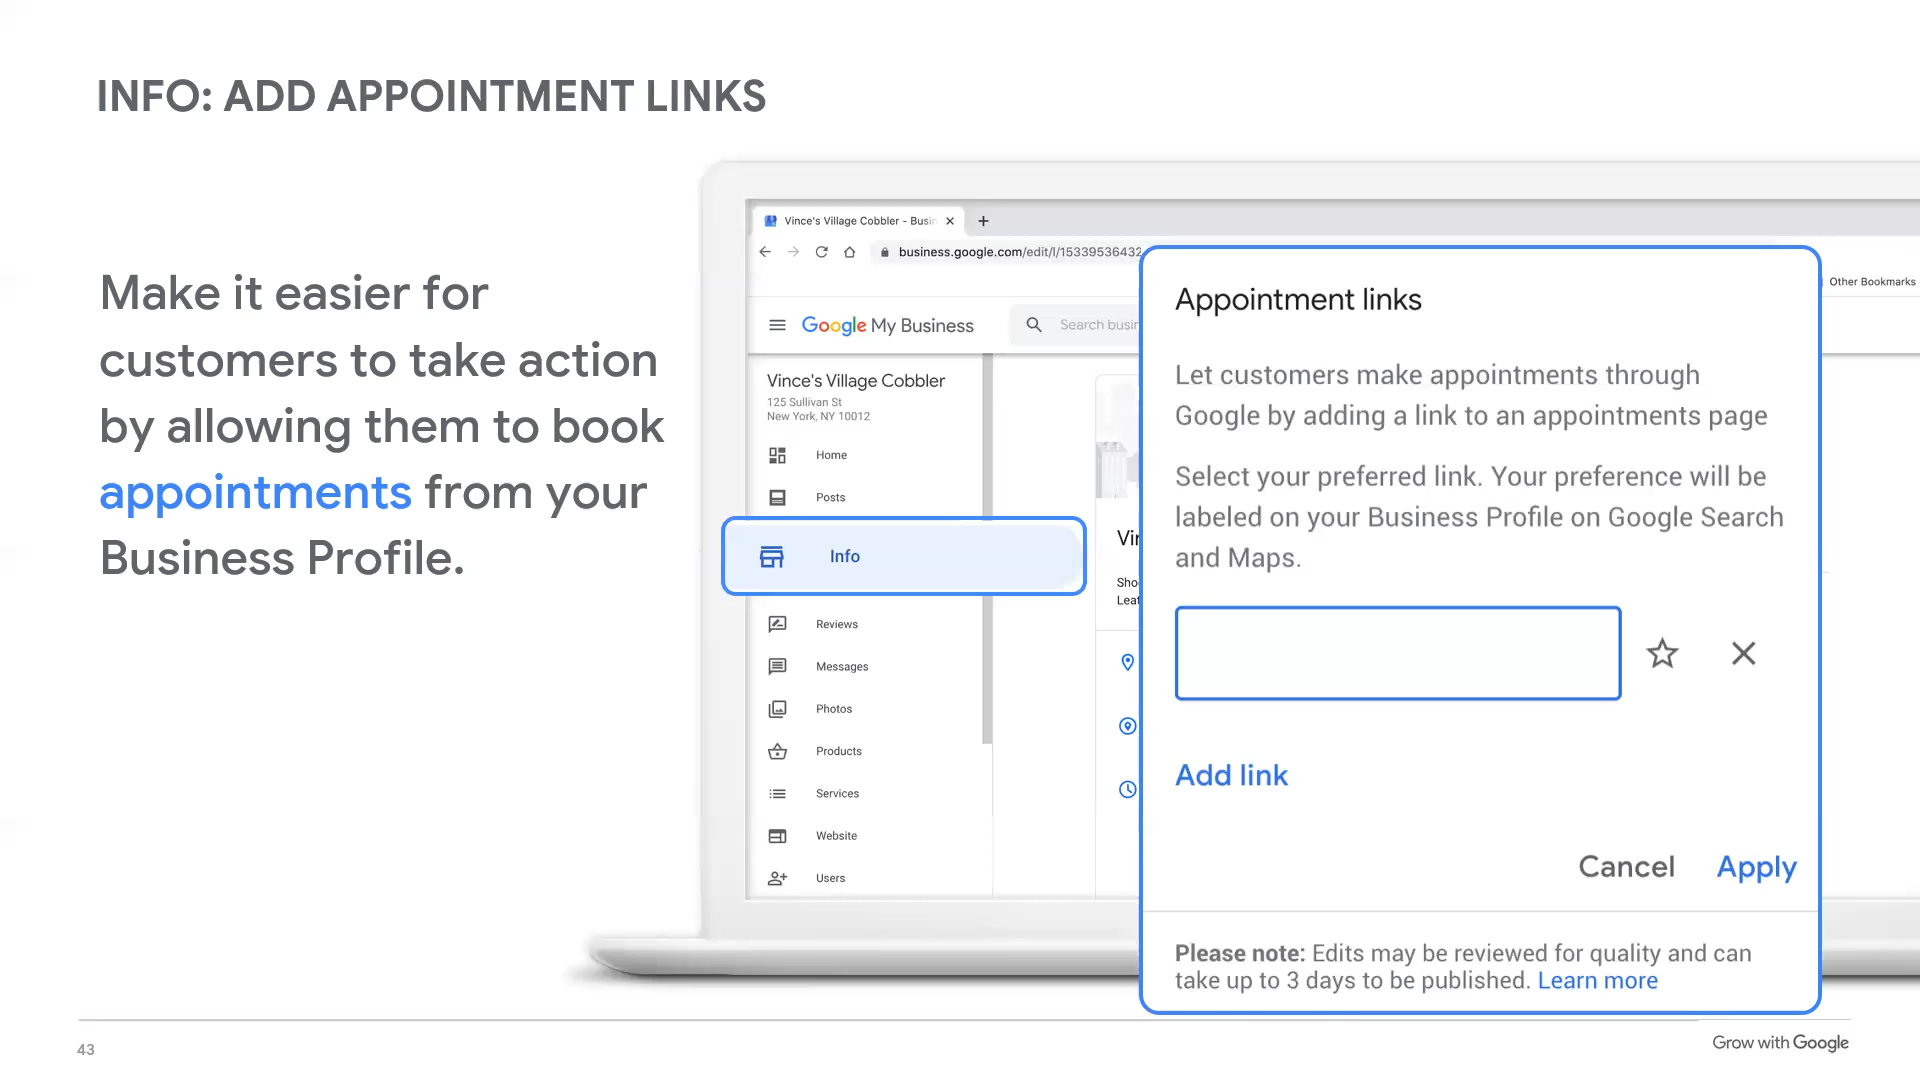 INFO: ADD APPOINTMENT LINKS
Make it easier for
customers to take action
by allowing them to book
appointments from your
Business Profile.
Vince's Village Cobbler - Busin
business.google.com/edit/l/15339536432
Other Bookmarks
Google My Business
Search busin
Vince's Village Cobbler
125 Sullivan St
New York, NY 10012
Home
Posts
Info
Reviews
Messages
Photos
Products
Services
Website
Users
Vin
Sho
Leat
Appointment links
Let customers make appointments through
Google by adding a link to an appointments page
Select your preferred link. Your preference will be
labeled on your Business Profile on Google Search
and Maps.
Add link
Cancel
Apply
Please note: Edits may be reviewed for quality and can
take up to 3 days to be published. Learn more
43
Grow with Google